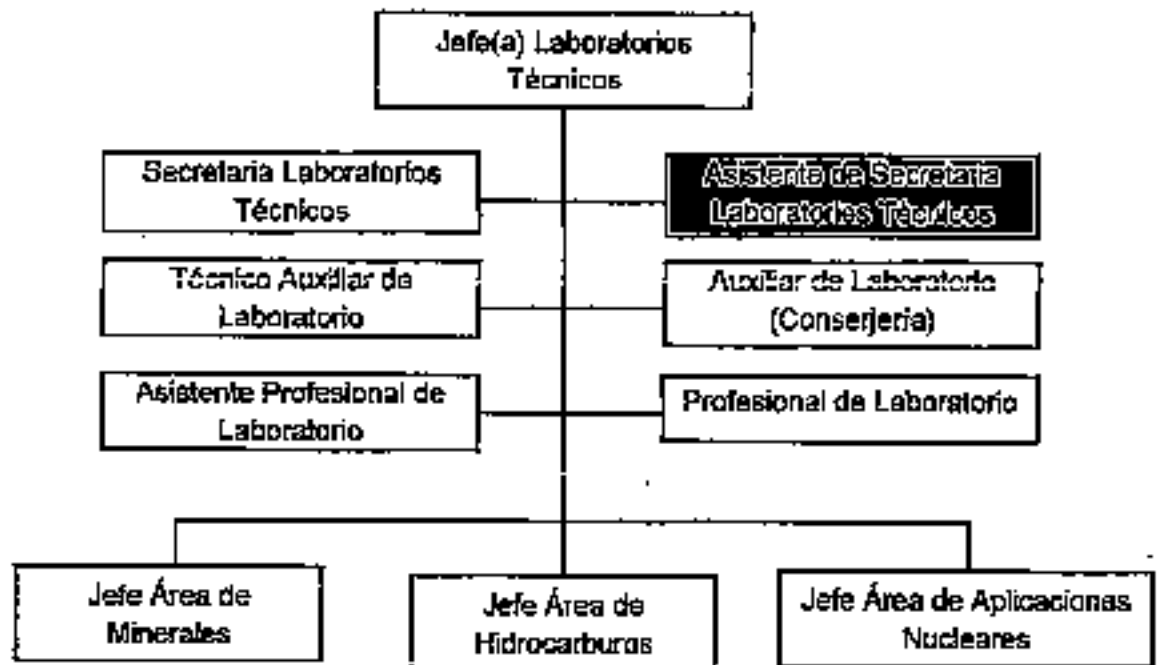 Jefe(a) Laboratorios
Técnicos
Secretaria Laboratorios
Técnicos
Asistente de Secretaria
Laboratorios Técnicos
Técnico Auxiliar de
Laboratorio
Auxiliar de Laboratorio
(Conserjería)
Asistente Profesional de
Laboratorio
Profesional de Laboratorio
Jefe Área de
Minerales
Jefe Área de
Hidrocarburos
Jefe Área de Aplicaciones
Nucleares